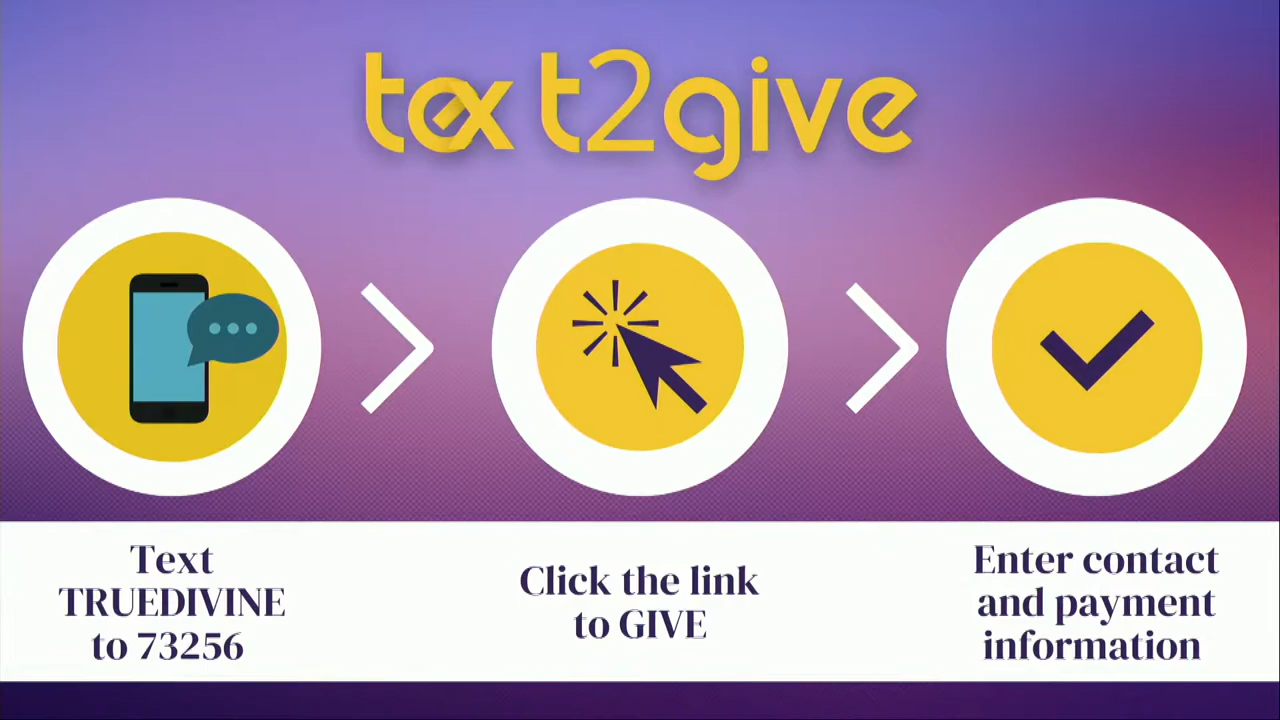 text2give
Text
TRUEDIVINE
to 73256
Click the link
to GIVE
Enter contact
and payment
information